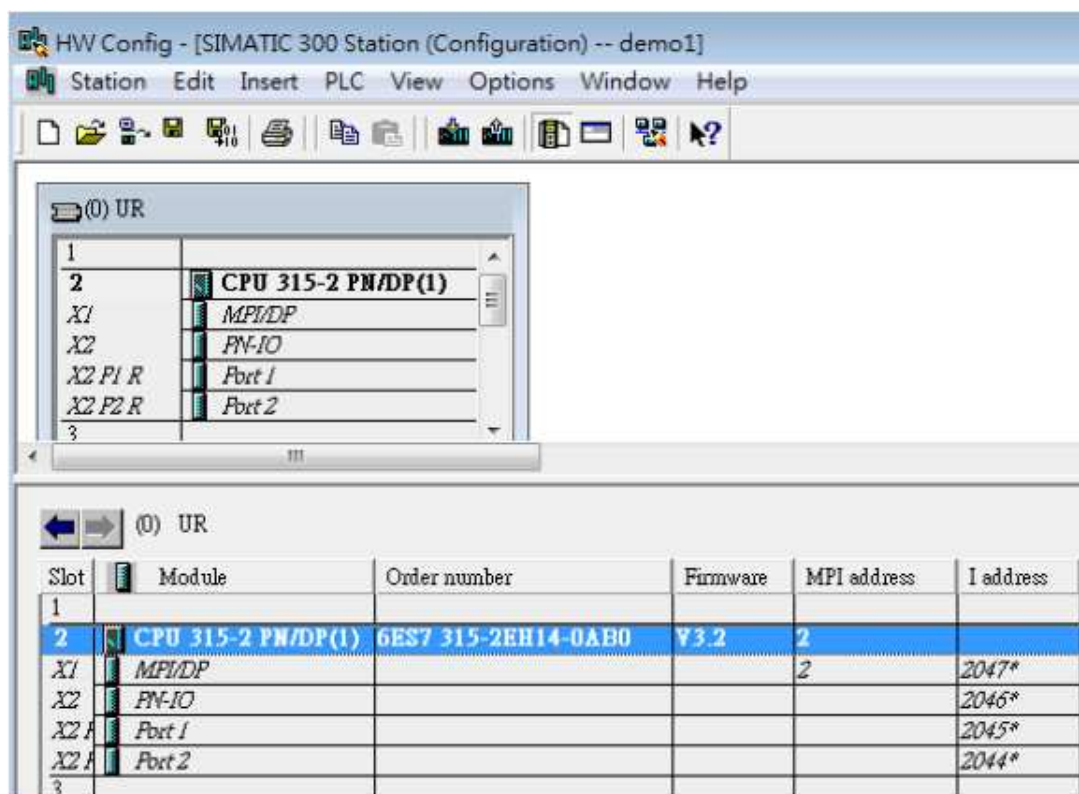 HW Config - [SIMATIC 300 Station (Configuration) -- demo1]
Station Edit Insert PLC View Options Window Help
(0) UR
1
2 CPU 315-2 PN/DP(1)
X1 MPI/DP
X2 PN-IO
X2 P1 R Port 1
X2 P2 R Port 2
3
(0) UR
Slot Module Order number Firmware MPI address I address
1
2 CPU 315-2 PN/DP(1) 6ES7 315-2EH14-0AB0 V3.2 2
X1 MPI/DP 2 2047*
X2 PN-IO 2046*
X2 Port 1 2045*
X2 Port 2 2044*
3